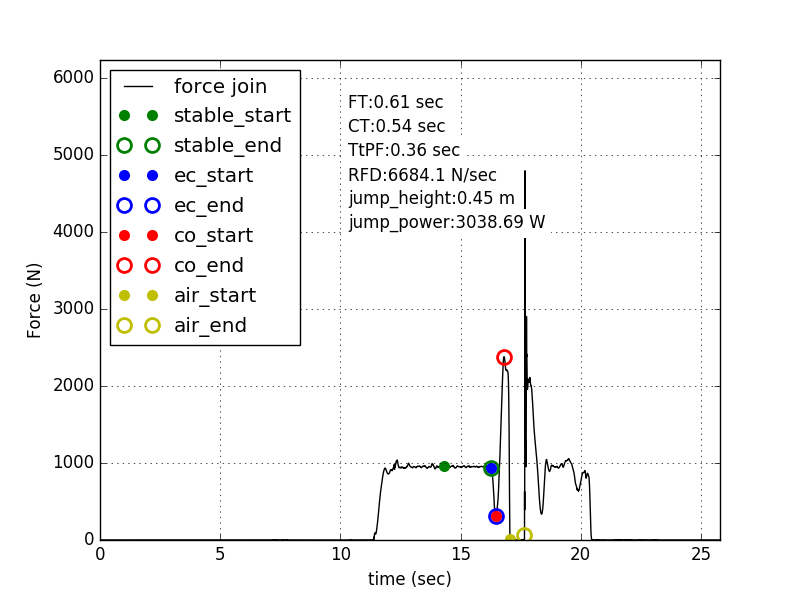 6000
5000
4000
3000
2000
1000
0
Force (N)
force join
stable_start
stable_end
ec_start
ec_end
co_start
co_end
air_start
air_end
FT:0.61 sec
CT:0.54 sec
TtPF:0.36 sec
RFD:6684.1 N/sec
jump_height:0.45 m
jump_power:3038.69 W
0 5 10 15 20 25
time (sec)